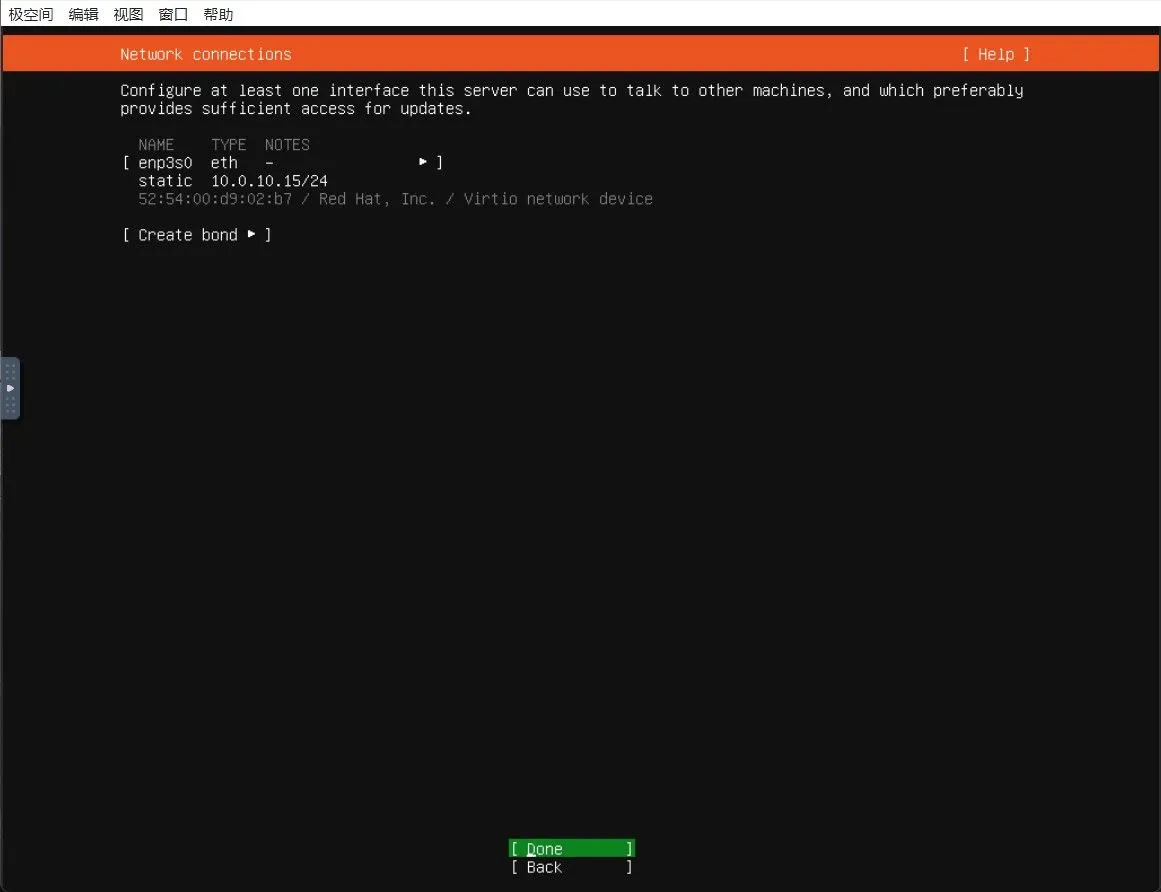 极空间 编辑 视图 窗口 帮助
Network connections [ Help ]
Configure at least one interface this server can use to talk to other machines, and which preferably
provides sufficient access for updates.
NAME TYPE NOTES
[ enp3s0 eth - ▸ ]
static 10.0.10.15/24
52:54:00:d9:02:b7 / Red Hat, Inc. / Virtio network device
[ Create bond ▸ ]
[ Done ]
[ Back ]